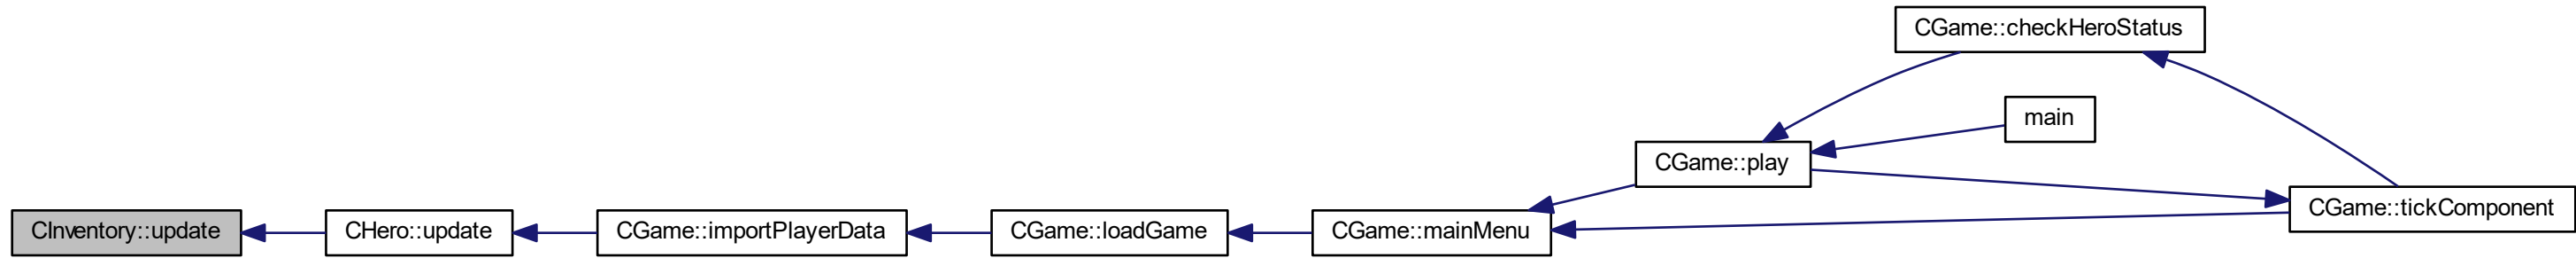 CInventory::update
CHero::update
CGame::importPlayerData
CGame::loadGame
CGame::mainMenu
CGame::play
CGame::checkHeroStatus
main
CGame::tickComponent